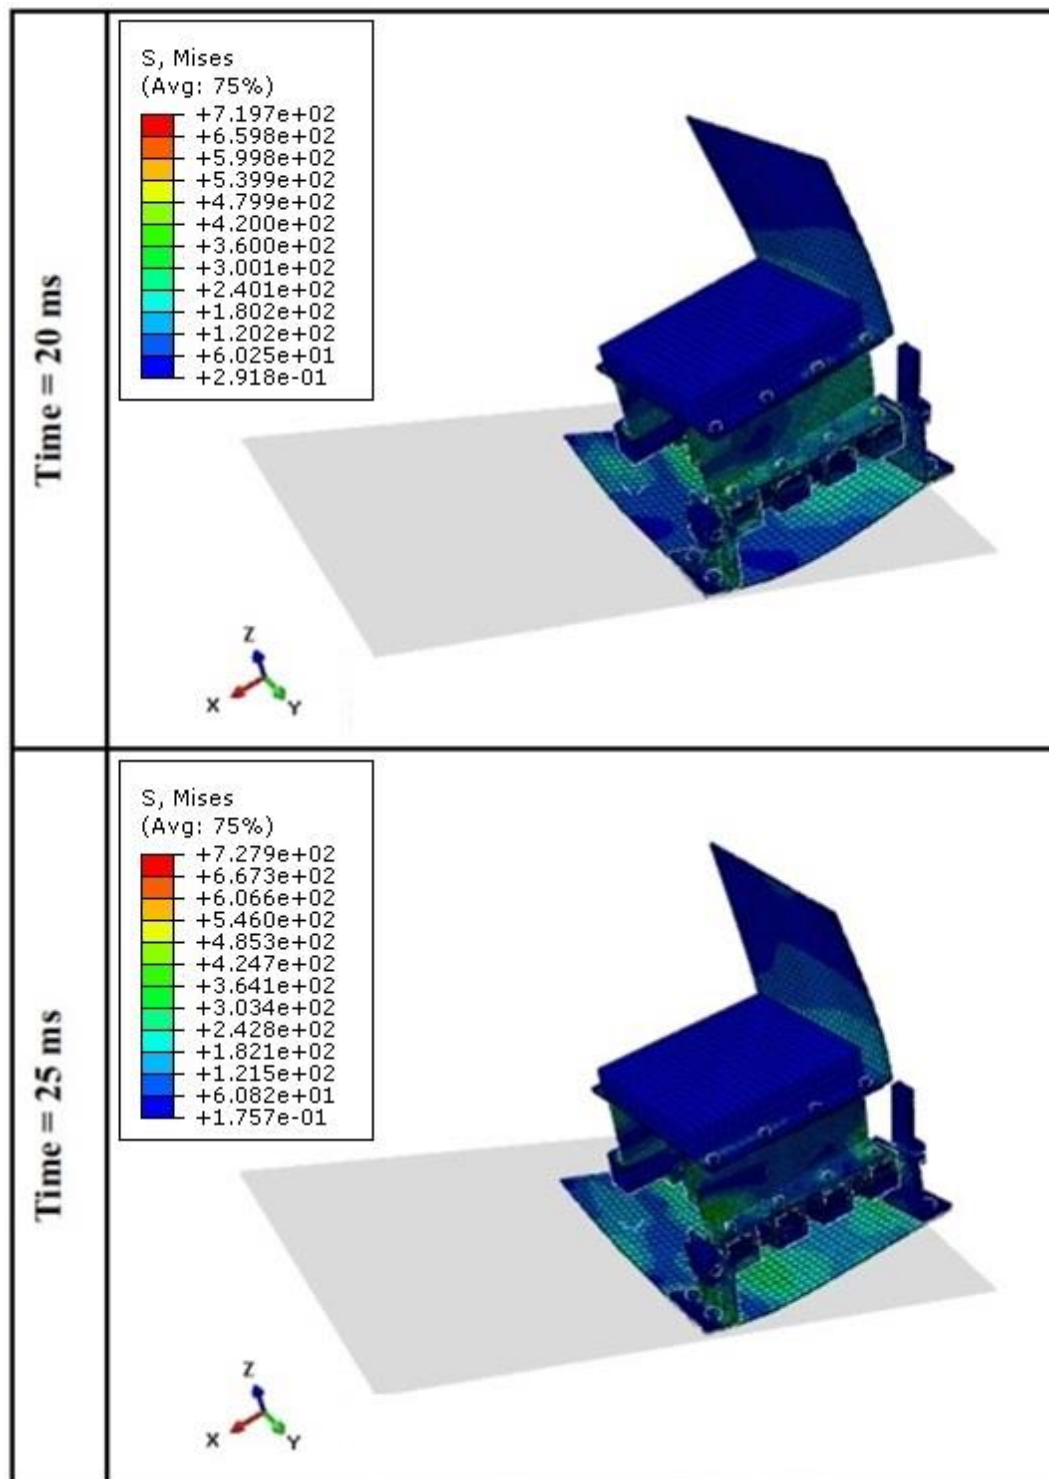 Time = 20 ms
S, Mises
(Avg: 75%)
+7.197e+02
+6.598e+02
+5.998e+02
+5.399e+02
+4.799e+02
+4.200e+02
+3.600e+02
+3.001e+02
+2.401e+02
+1.802e+02
+1.202e+02
+6.025e+01
+2.918e-01
Z
X
Y
Time = 25 ms
S, Mises
(Avg: 75%)
+7.279e+02
+6.673e+02
+6.066e+02
+5.460e+02
+4.853e+02
+4.247e+02
+3.641e+02
+3.034e+02
+2.428e+02
+1.821e+02
+1.215e+02
+6.082e+01
+1.757e-01
Z
X
Y